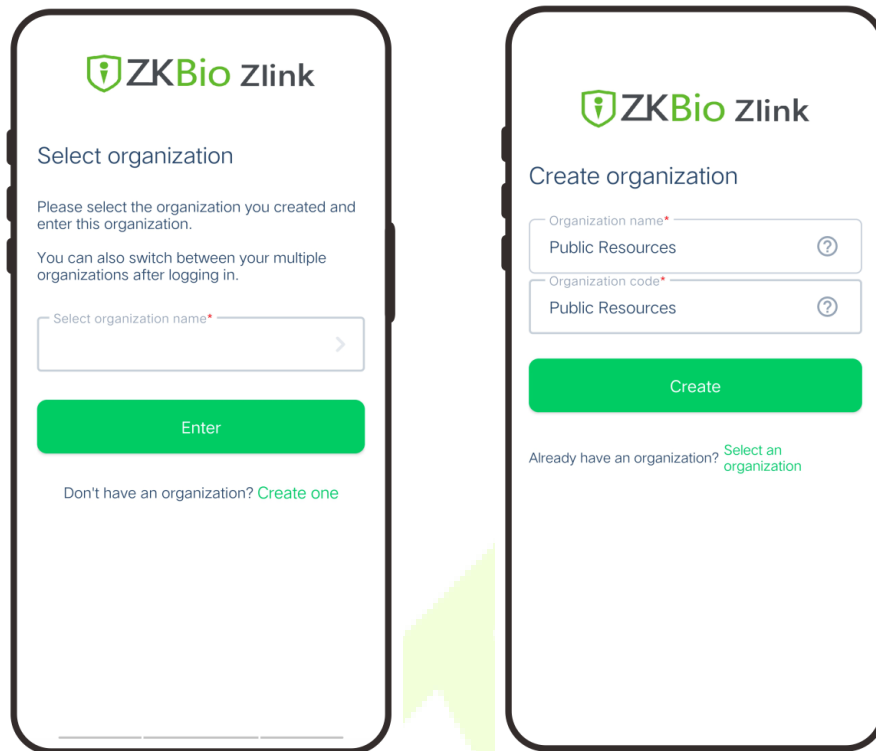 ZKBio Zlink
Select organization
Please select the organization you created and
enter this organization.
You can also switch between your multiple
organizations after logging in.
Select organization name*
Enter
Don't have an organization? Create one
ZKBio Zlink
Create organization
Organization name*
Public Resources
Organization code*
Public Resources
Create
Already have an organization? Select an
organization